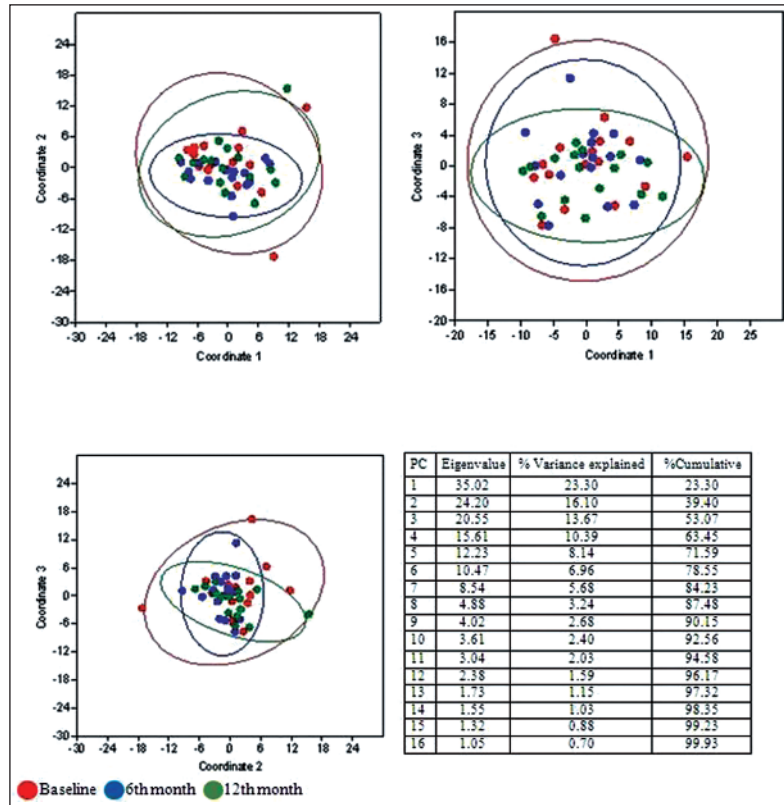 24
18
12
6
0
-6
-12
-18
-24
-30
Coordinate 2
-30 -24 -18 -12 -6 0 6 12 18 24
Coordinate 1
16
12
8
4
0
-4
-8
-12
-16
-20
Coordinate 3
-20 -15 -10 -5 0 5 10 15 20 25
Coordinate 1
24
18
12
6
0
-6
-12
-18
-24
-30
Coordinate 3
-30 -24 -18 -12 -6 0 6 12 18 24
Coordinate 2
PC Eigenvalue % Variance explained %Cumulative
1 35.02 23.30 23.30
2 24.20 16.10 39.40
3 20.55 13.67 53.07
4 15.61 10.39 63.45
5 12.23 8.14 71.59
6 10.47 6.96 78.55
7 8.54 5.68 84.23
8 4.88 3.24 87.48
9 4.02 2.68 90.15
10 3.61 2.40 92.56
11 3.04 2.03 94.58
12 2.38 1.59 96.17
13 1.73 1.15 97.32
14 1.55 1.03 98.35
15 1.32 0.88 99.23
16 1.05 0.70 99.93
Baseline 6th month 12th month